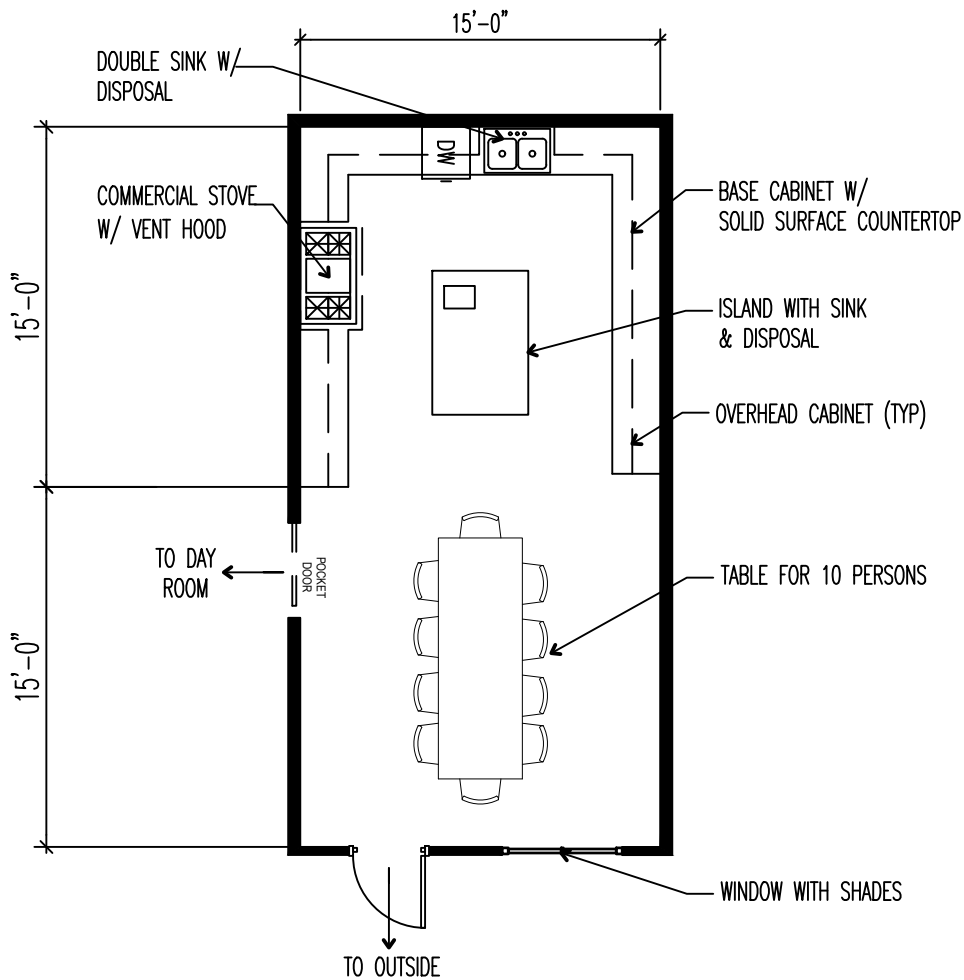 15'-0"
DOUBLE SINK W/
DISPOSAL
DW
COMMERCIAL STOVE
W/ VENT HOOD
BASE CABINET W/
SOLID SURFACE COUNTERTOP
15'-0"
ISLAND WITH SINK
& DISPOSAL
OVERHEAD CABINET (TYP)
TO DAY
ROOM
POCKET
DOOR
TABLE FOR 10 PERSONS
15'-0"
WINDOW WITH SHADES
TO OUTSIDE